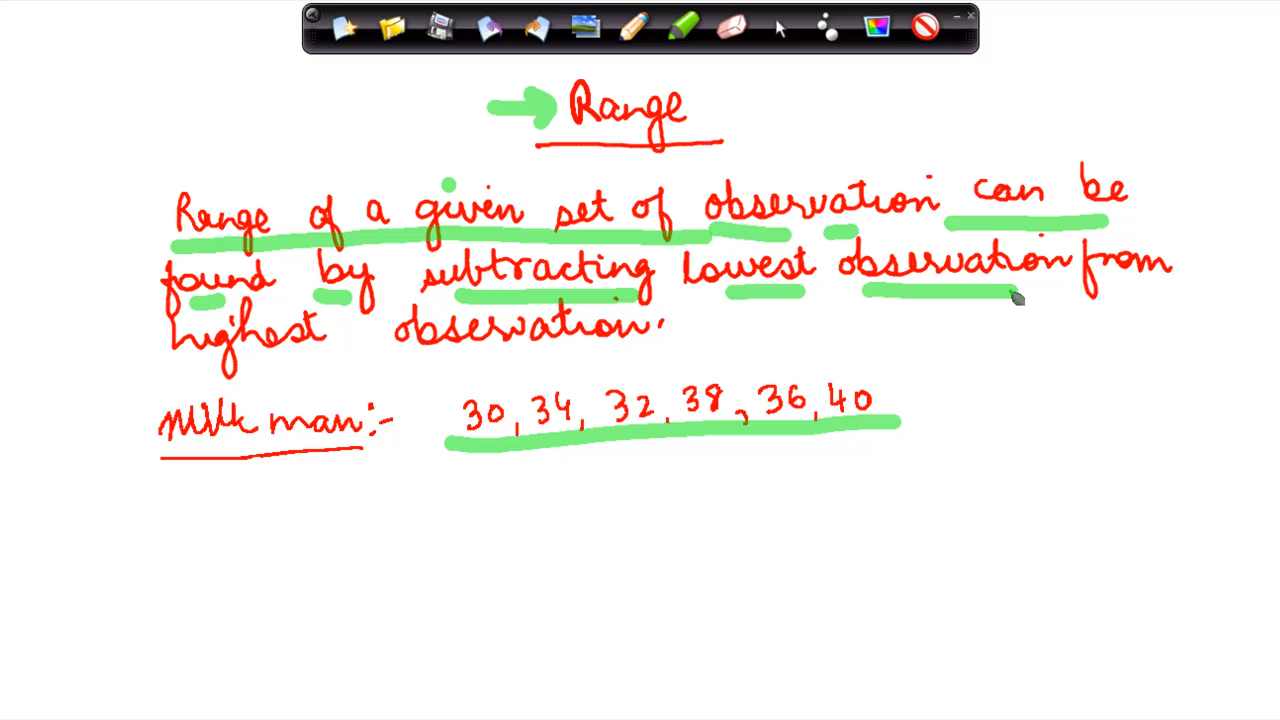 Range
Range of a given set of observation can be
found by subtracting lowest observation from
highest observation.
Milk man:- 30, 34, 32, 38, 36, 40